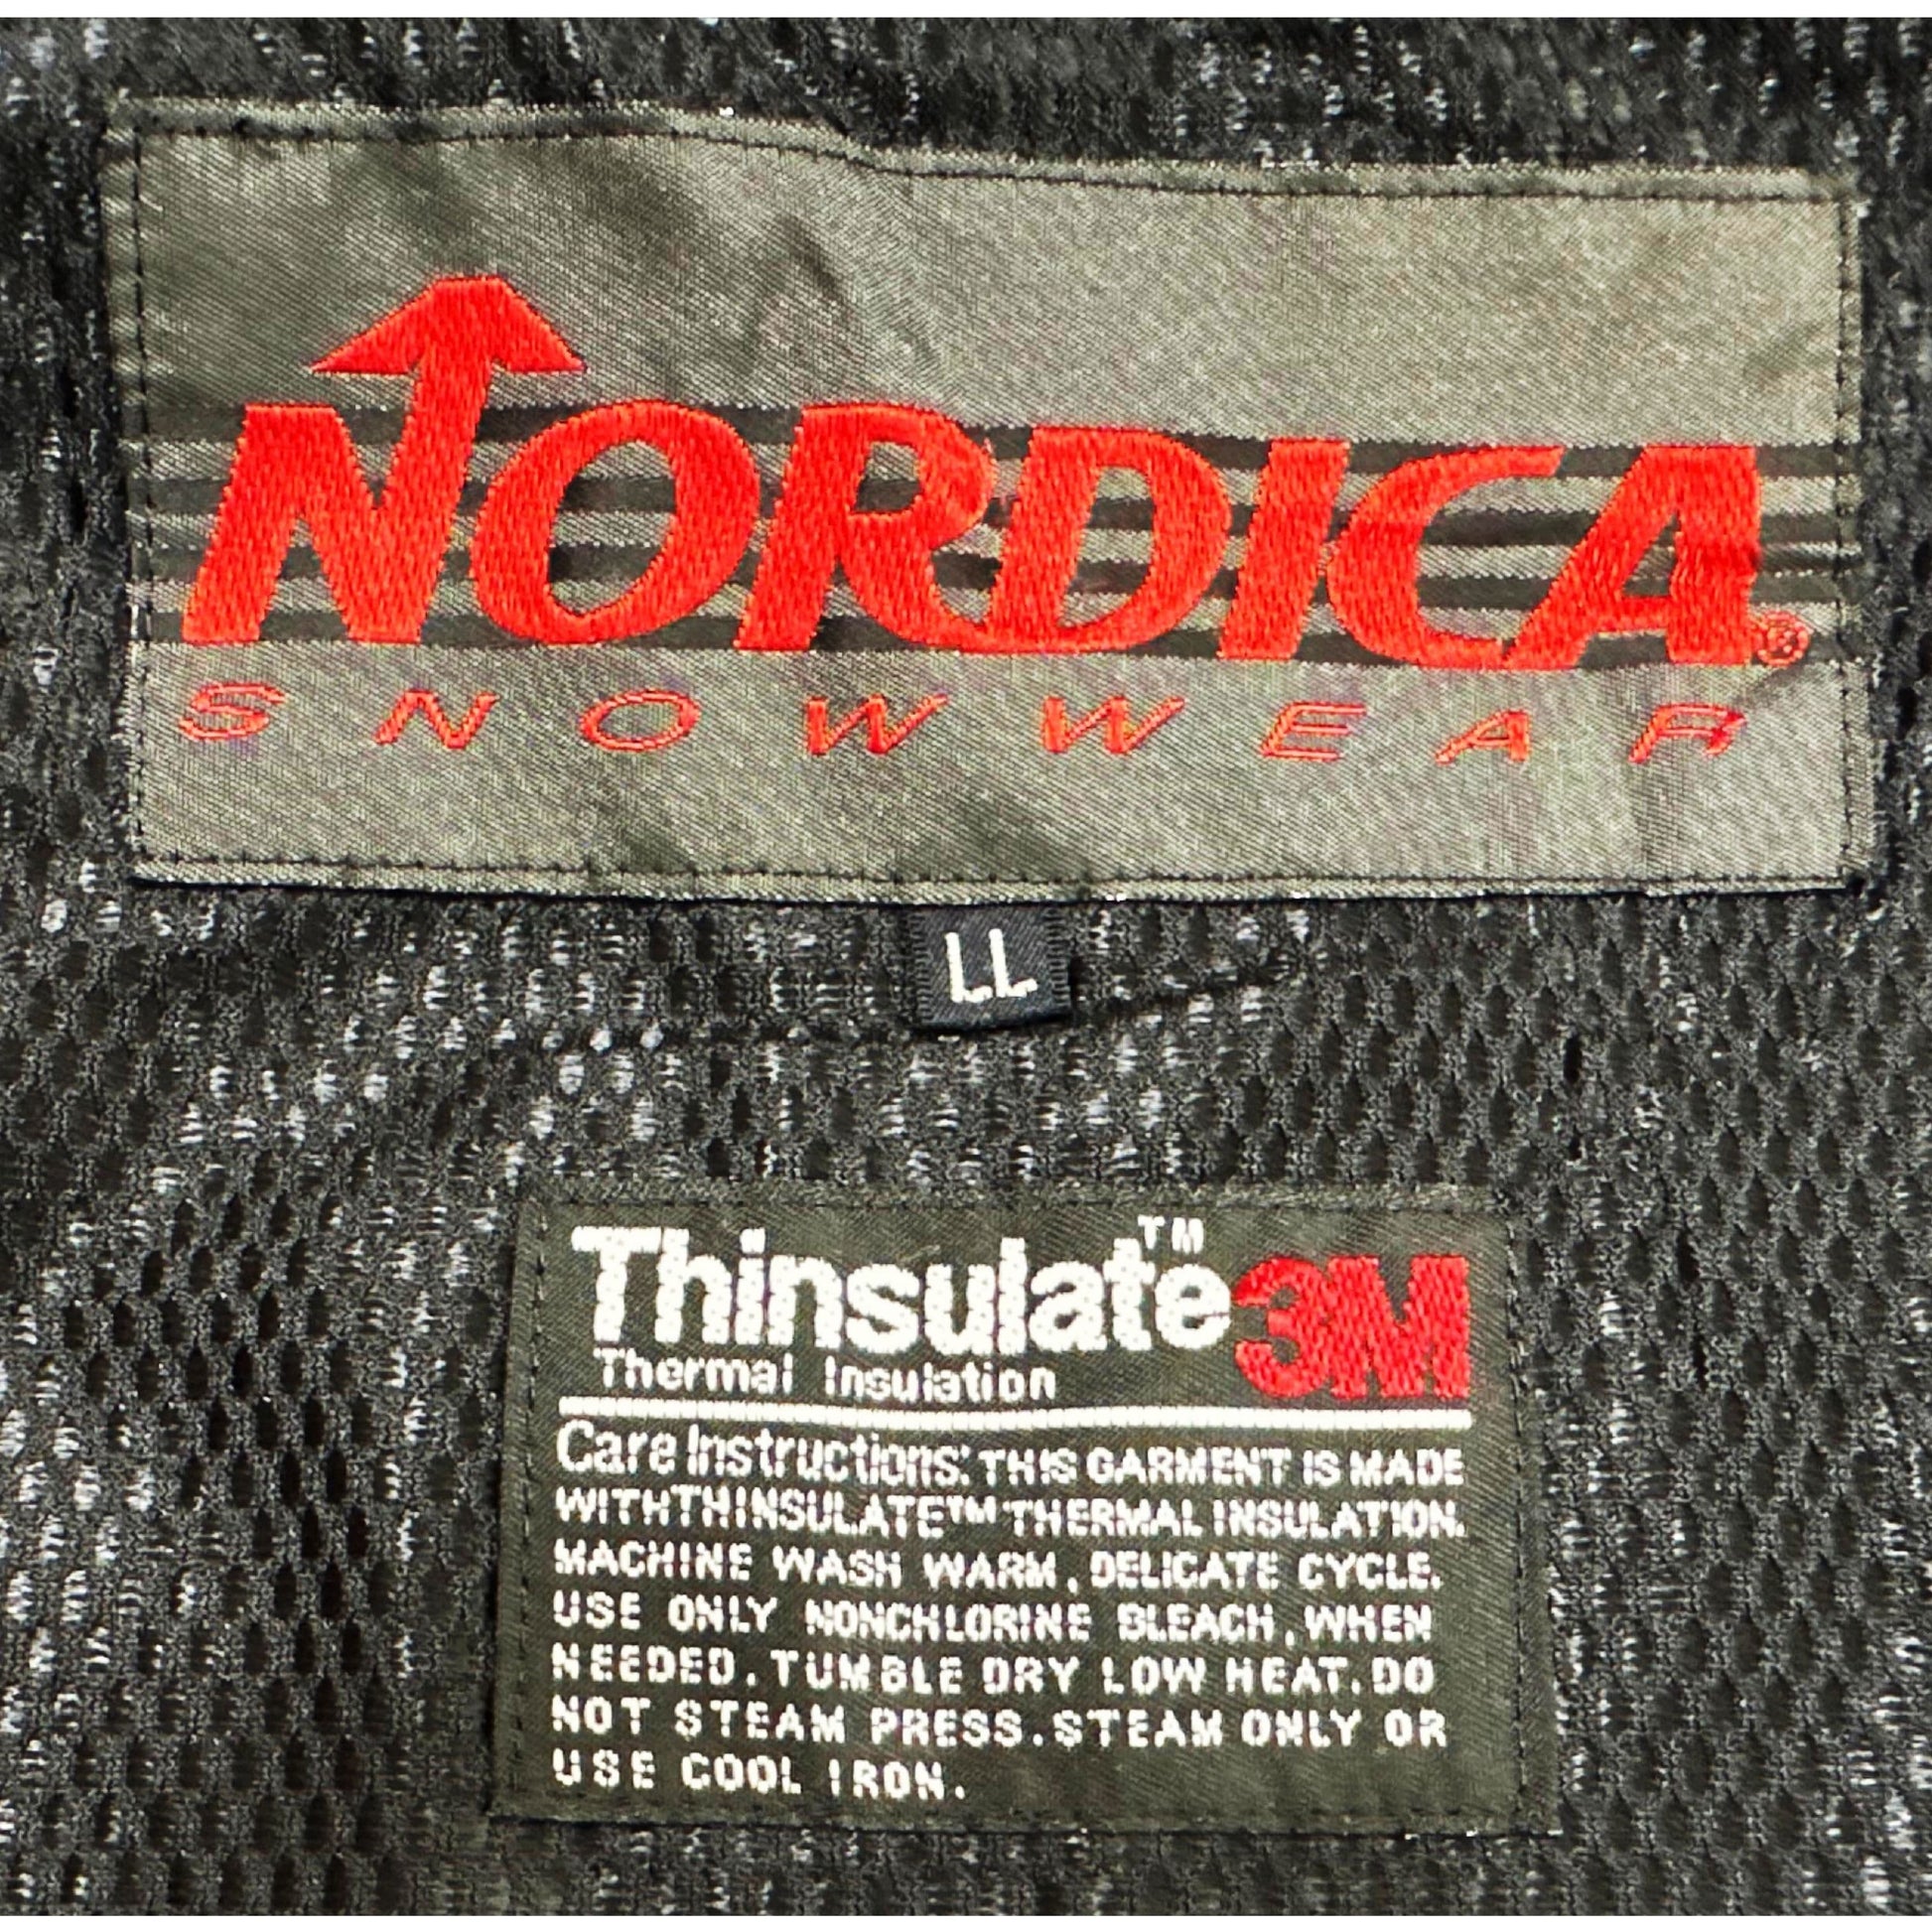 NORDICA®
SNOWWEAR
LL
Thinsulate™ 3M
Thermal Insulation
Care Instructions: THIS GARMENT IS MADE
WITH THINSULATE™ THERMAL INSULATION.
MACHINE WASH WARM, DELICATE CYCLE.
USE ONLY NONCHLORINE BLEACH, WHEN
NEEDED. TUMBLE DRY LOW HEAT. DO
NOT STEAM PRESS. STEAM ONLY OR
USE COOL IRON.